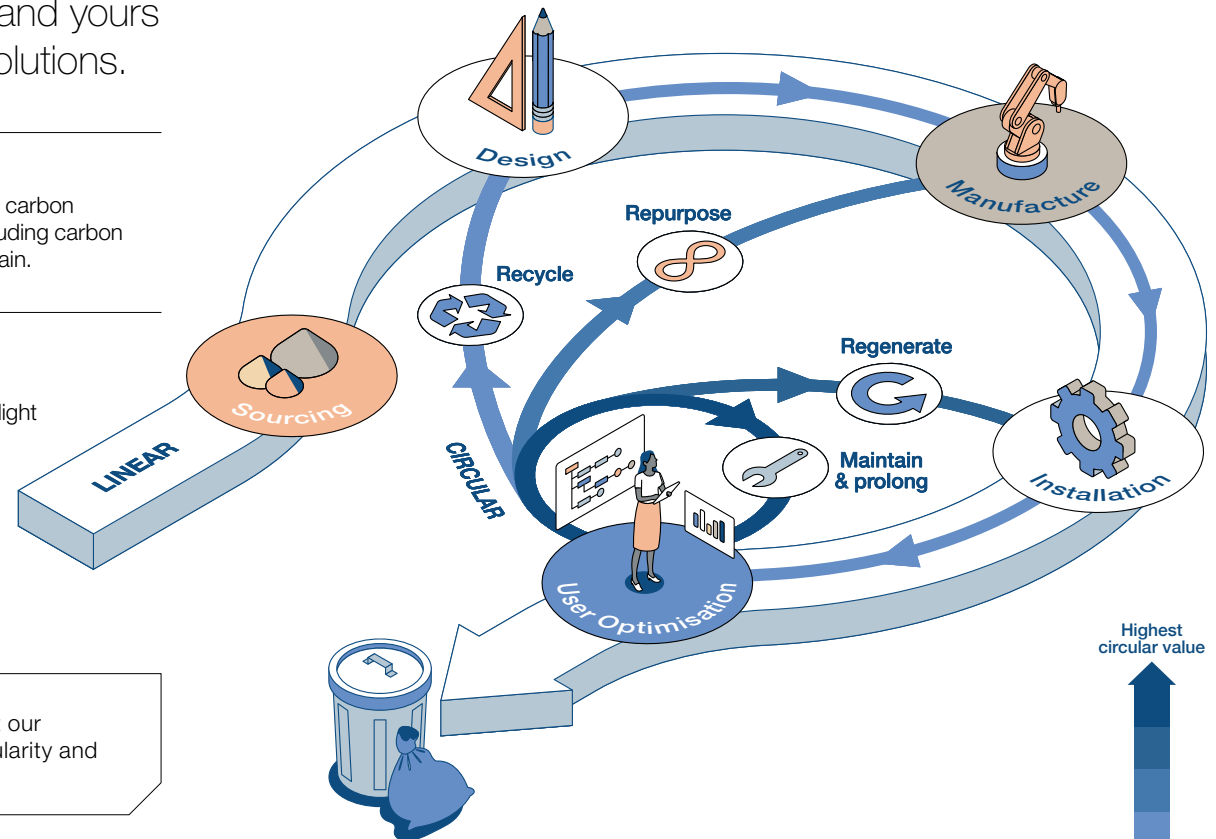 and yours
olutions.
carbon
uding carbon
ain.
light
our
ularity and
Design
Manufacture
Repurpose
Recycle
Regenerate
Sourcing
LINEAR
CIRCULAR
Maintain
& prolong
Installation
User Optimisation
Highest
circular value